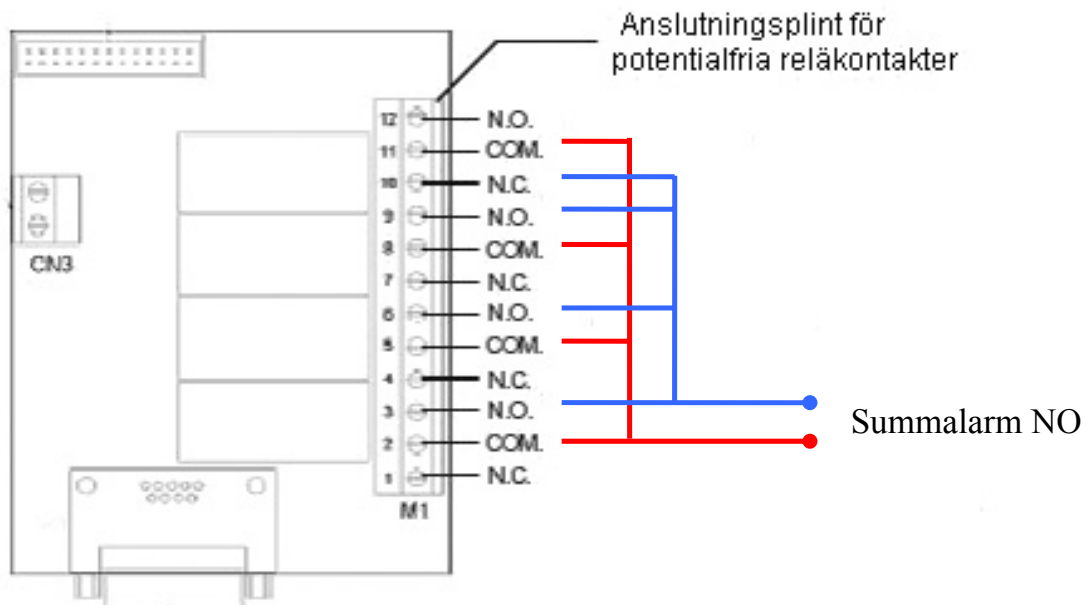 Anslutningsplint för
potentialfria reläkontakter
12 N.O.
11 COM.
10 N.C.
9 N.O.
8 COM.
7 N.C.
6 N.O.
5 COM.
4 N.C.
3 N.O.
2 COM.
1 N.C.
M1
CN3
Summalarm NO